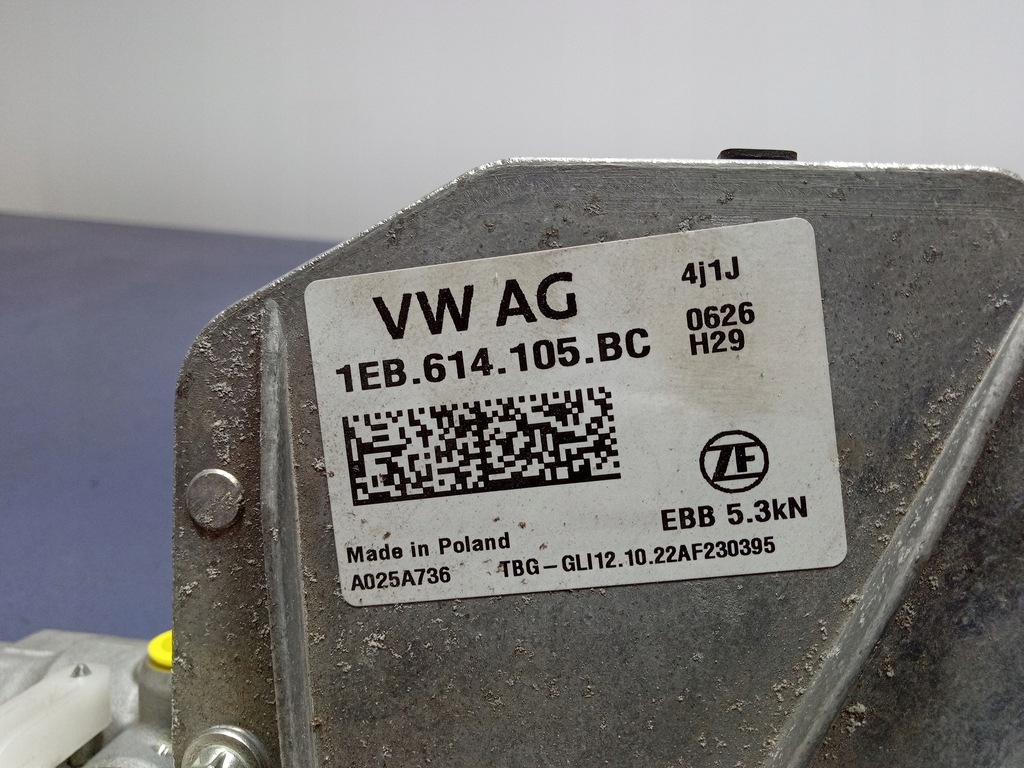 VW AG
4j1J
1EB.614.105.BC
0626
H29
ZF
EBB 5.3kN
Made in Poland
A025A736
TBG-GLI12.10.22AF230395